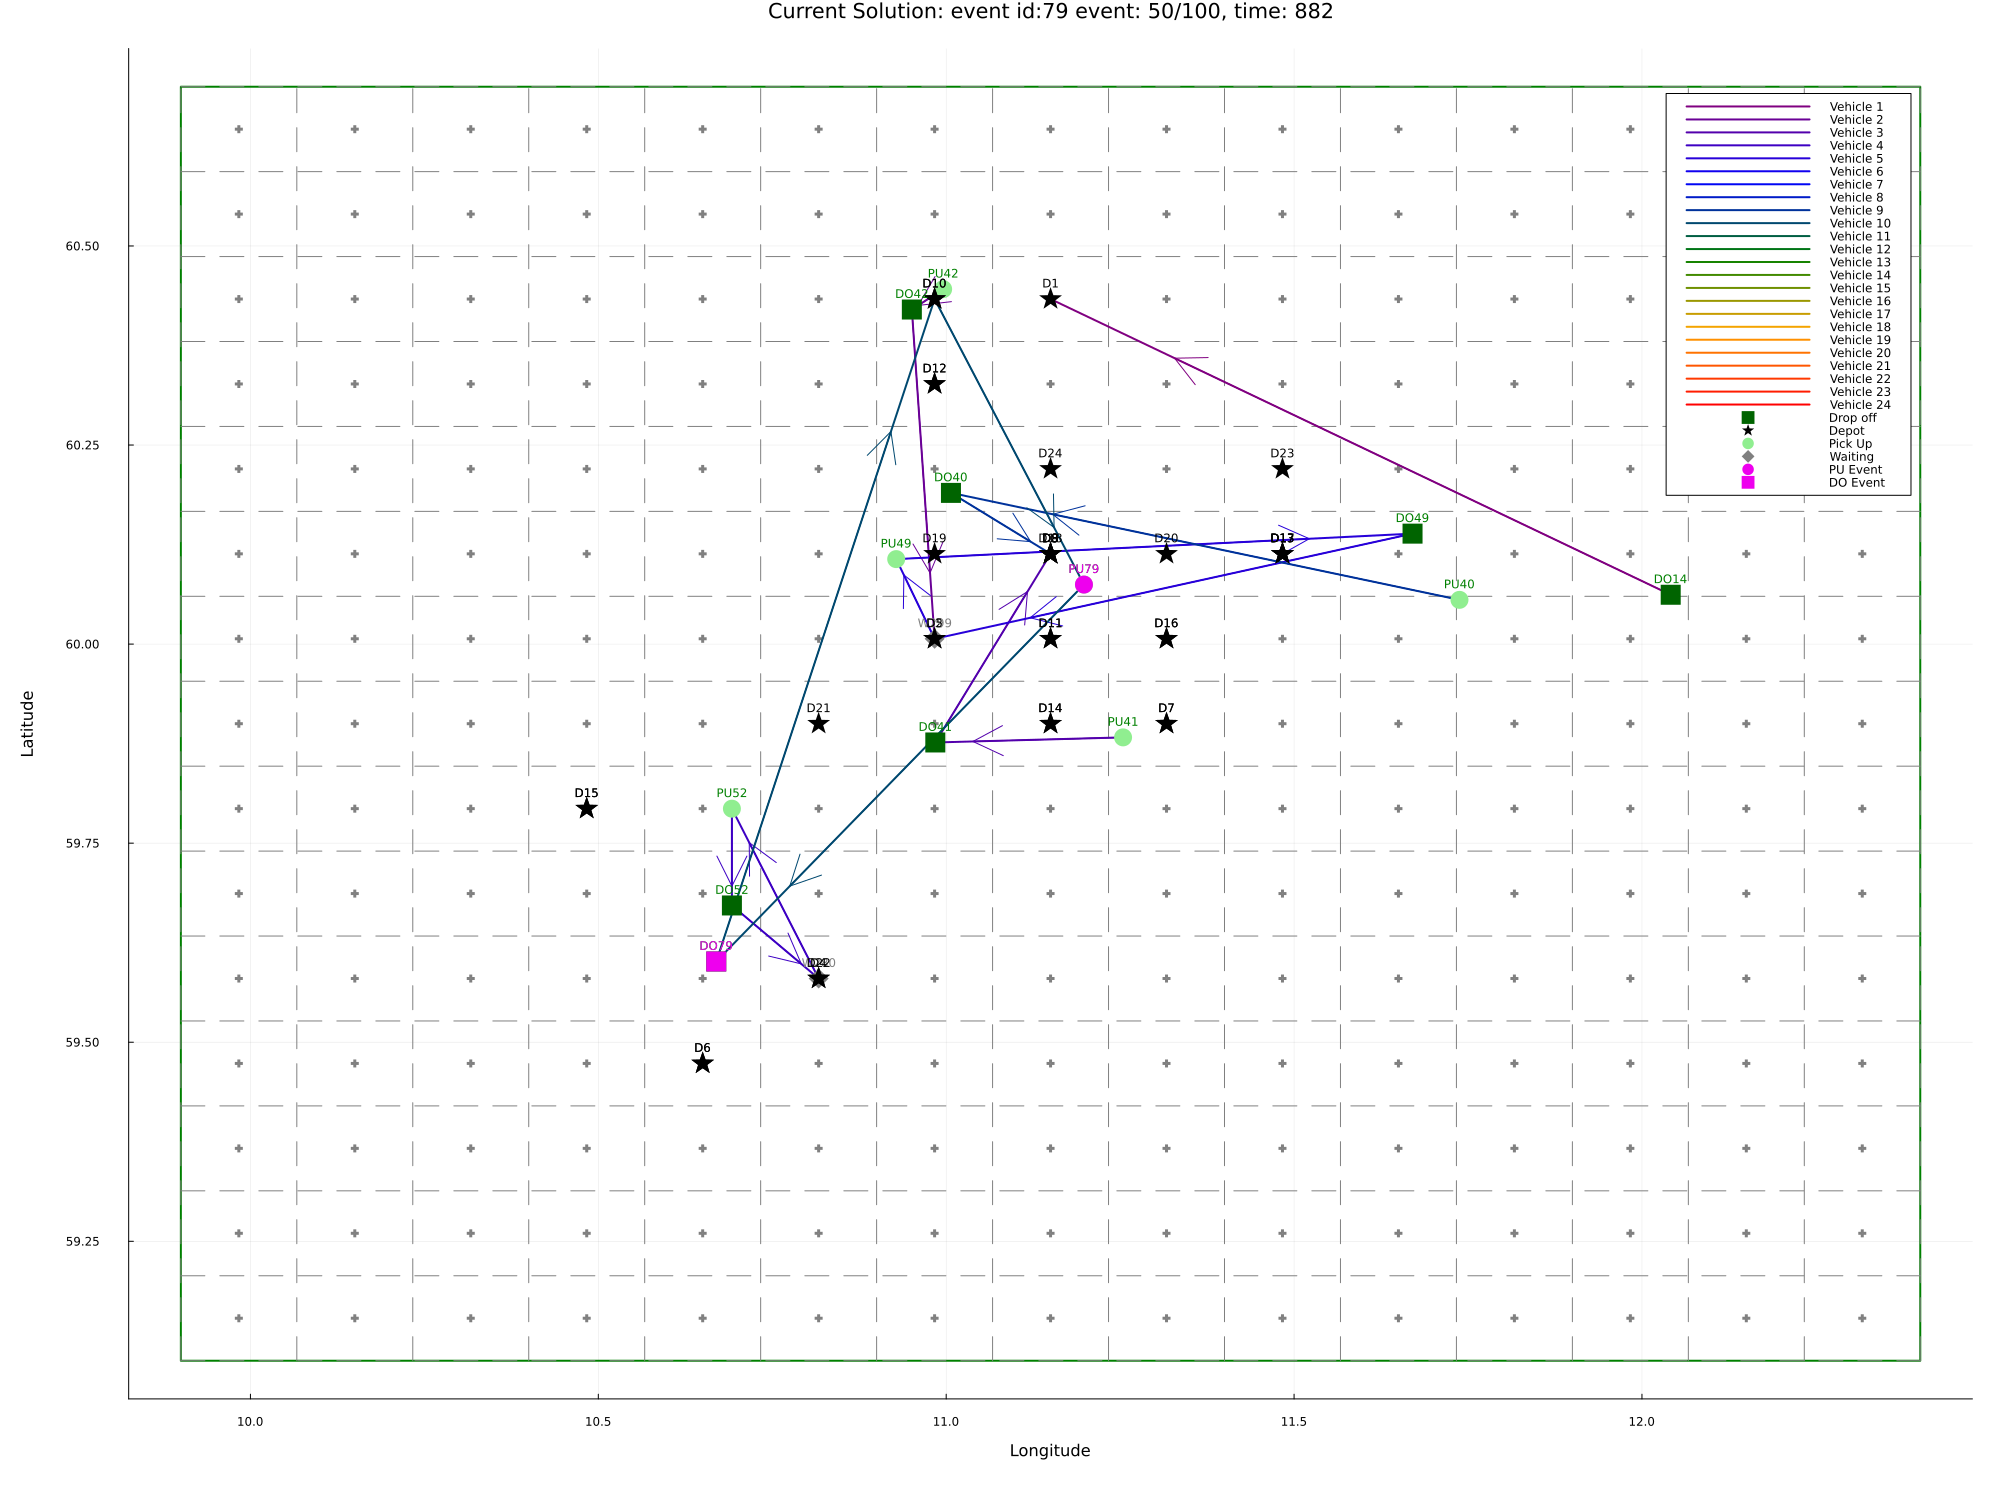 Current Solution: event id:79 event: 50/100, time: 882
Vehicle 1
Vehicle 2
Vehicle 3
Vehicle 4
Vehicle 5
Vehicle 6
Vehicle 7
Vehicle 8
Vehicle 9
Vehicle 10
Vehicle 11
Vehicle 12
Vehicle 13
Vehicle 14
Vehicle 15
Vehicle 16
Vehicle 17
Vehicle 18
Vehicle 19
Vehicle 20
Vehicle 21
Vehicle 22
Vehicle 23
Vehicle 24
Drop off
Depot
Pick Up
Waiting
PU Event
DO Event
60.50
60.25
60.00
59.75
59.50
59.25
Latitude
PU42
D10
D1
D12
D24
D23
DO40
DO49
PU49
D19
D20
PU79
PU40
DO14
D11
D16
D21
D14
D7
DO41
PU41
D15
PU52
DO52
DO79
D6
10.0
10.5
11.0
11.5
12.0
Longitude